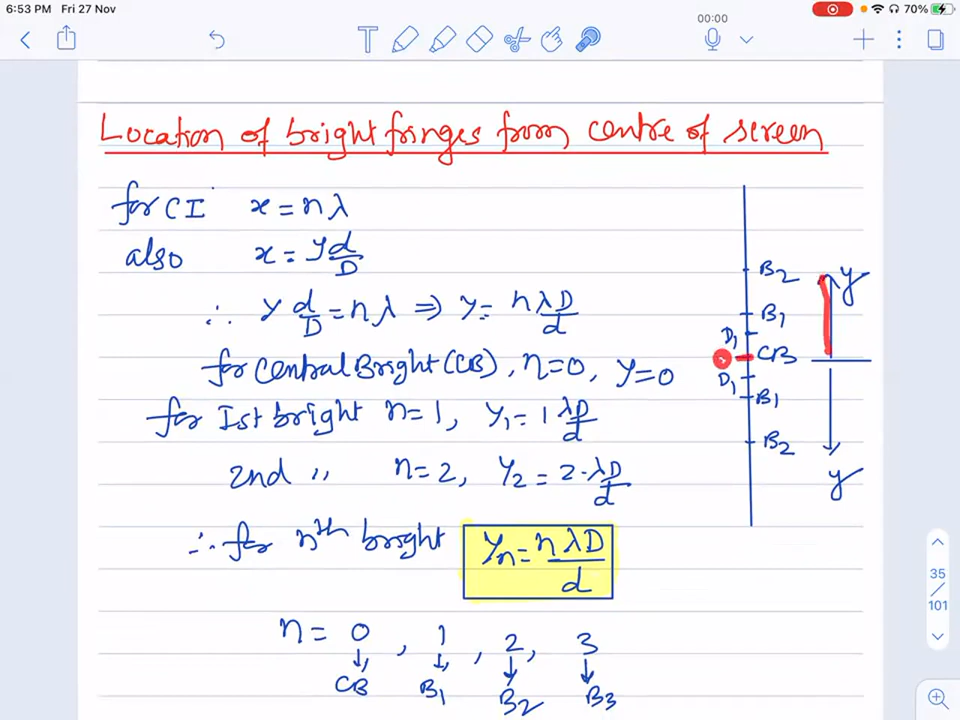 6:53 PM Fri 27 Nov
70%
00:00
T
Location of bright fringes from centre of screen
for CI x = nλ
also x = y d/D
∴ y d/D = nλ ⇒ y = nλD/d
for Central Bright (CB), n=0, y=0
for Ist bright n=1, y₁ = 1 λD/d
2nd ,, n=2, y₂ = 2·λD/d
∴ for nth bright yₙ = nλD/d
n = 0, 1, 2, 3
CB B₁ B₂ B₃
B₂
y
B₁
D₁
CB
D₁
B₁
B₂
y
35
/
101